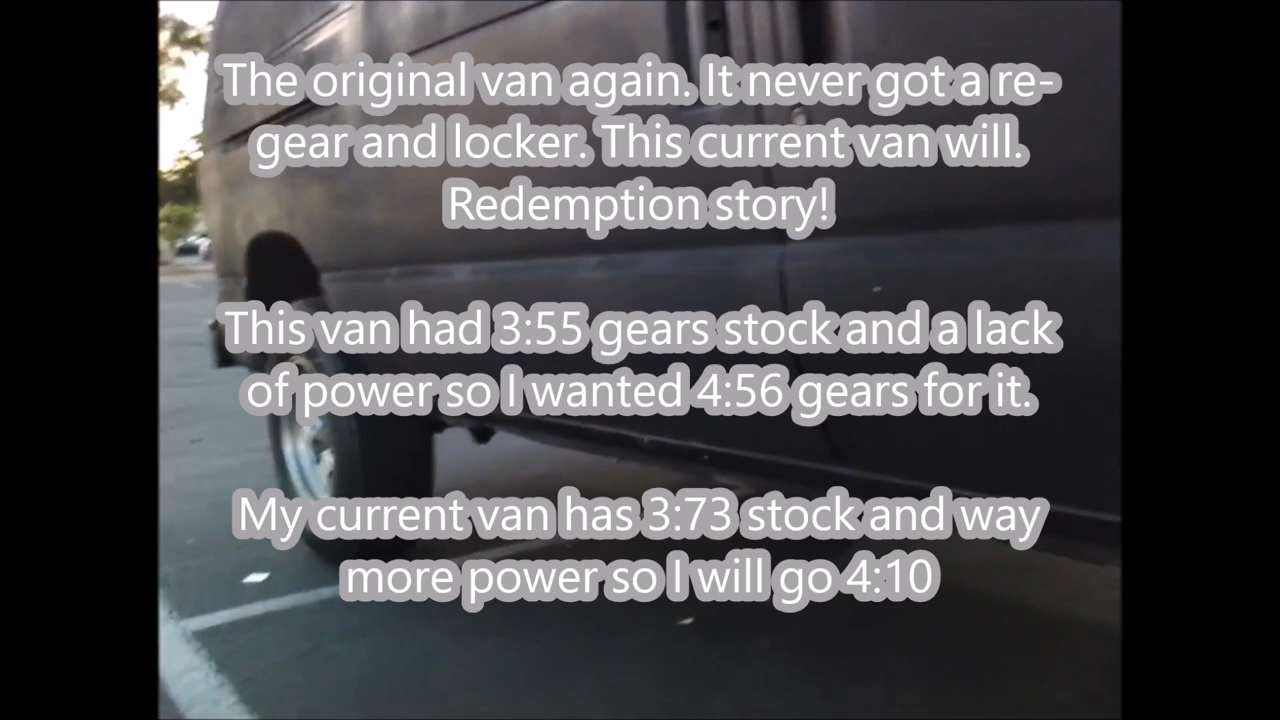 The original van again. It never got a re-
gear and locker. This current van will.
Redemption story!
This van had 3:55 gears stock and a lack
of power so I wanted 4:56 gears for it.
My current van has 3:73 stock and way
more power so I will go 4:10